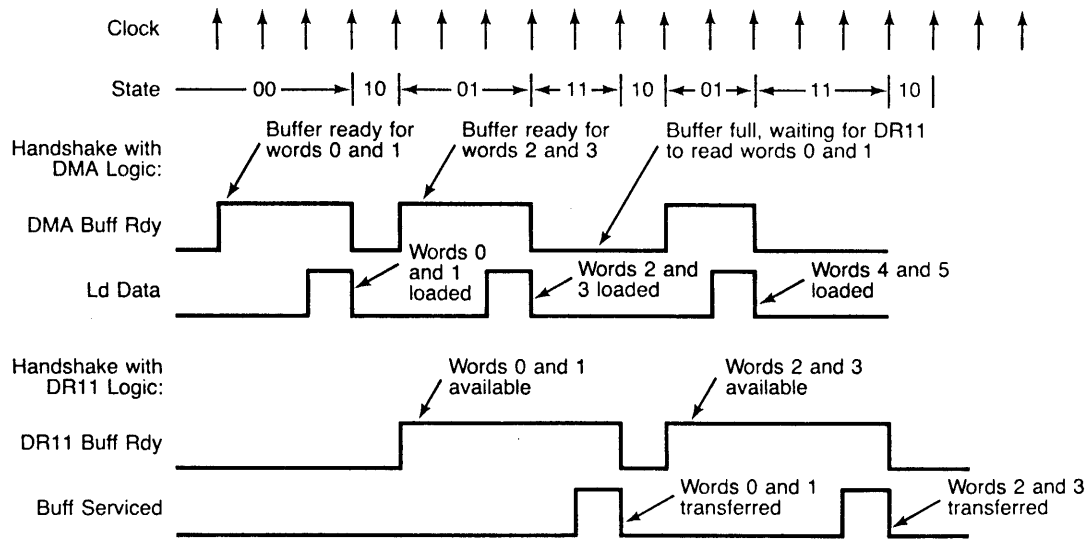 Clock
State
00
10
01
11
10
01
11
10
Handshake with
DMA Logic:
Buffer ready for
words 0 and 1
Buffer ready for
words 2 and 3
Buffer full, waiting for DR11
to read words 0 and 1
DMA Buff Rdy
Words 0
and 1
loaded
Words 2 and
3 loaded
Words 4 and 5
loaded
Ld Data
Handshake with
DR11 Logic:
Words 0 and 1
available
Words 2 and 3
available
DR11 Buff Rdy
Buff Serviced
Words 0 and 1
transferred
Words 2 and 3
transferred